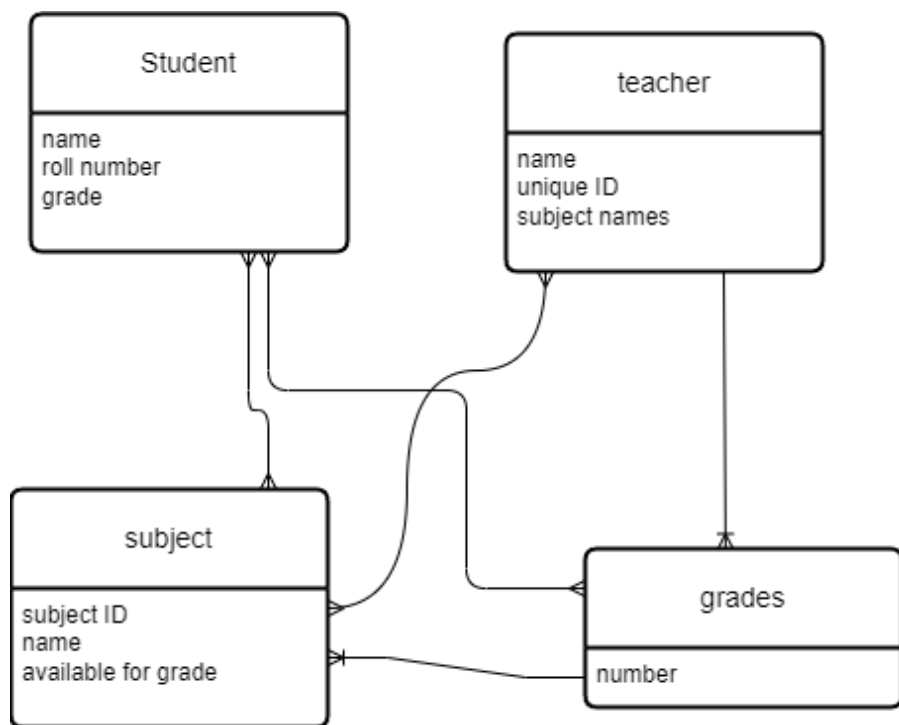 Student
name
roll number
grade
teacher
name
unique ID
subject names
subject
subject ID
name
available for grade
grades
number